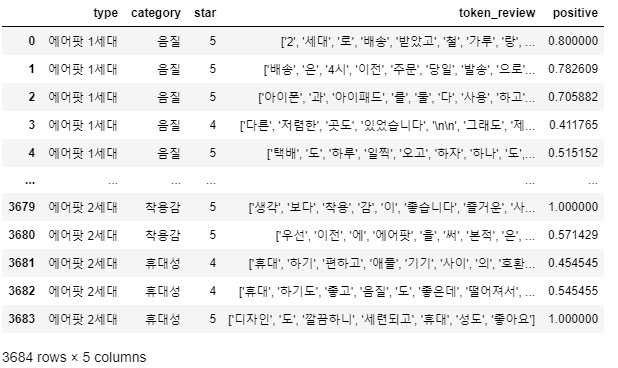 type category star token_review positive
0 에어팟 1세대 음질 5 ['2', '세대', '로', '배송', '받았고', '철', '가루', '랑', ... 0.800000
1 에어팟 1세대 음질 5 ['배송', '은', '4시', '이전', '주문', '당일', '발송', '으로'... 0.782609
2 에어팟 1세대 음질 5 ['아이폰', '과', '아이패드', '를', '둘', '다', '사용', '하고'... 0.705882
3 에어팟 1세대 음질 4 ['다른', '저렴한', '곳도', '있었습니다', '\n\n', '그래도', '제... 0.411765
4 에어팟 1세대 음질 5 ['택배', '도', '하루', '일찍', '오고', '하자', '하나', '도',... 0.515152
... ... ... ... ... ...
3679 에어팟 2세대 착용감 5 ['생각', '보다', '착용', '감', '이', '좋습니다', '즐거운', '사... 1.000000
3680 에어팟 2세대 착용감 5 ['우선', '이전', '에', '에어팟', '을', '써', '본적', '은', ... 0.571429
3681 에어팟 2세대 휴대성 4 ['휴대', '하기', '편하고', '애플', '기기', '사이', '의', '호환... 0.454545
3682 에어팟 2세대 휴대성 4 ['휴대', '하기도', '좋고', '음질', '도', '좋은데', '떨어져서', ... 0.545455
3683 에어팟 2세대 휴대성 5 ['디자인', '도', '깔끔하니', '세련되고', '휴대', '성도', '좋아요'] 1.000000
3684 rows × 5 columns